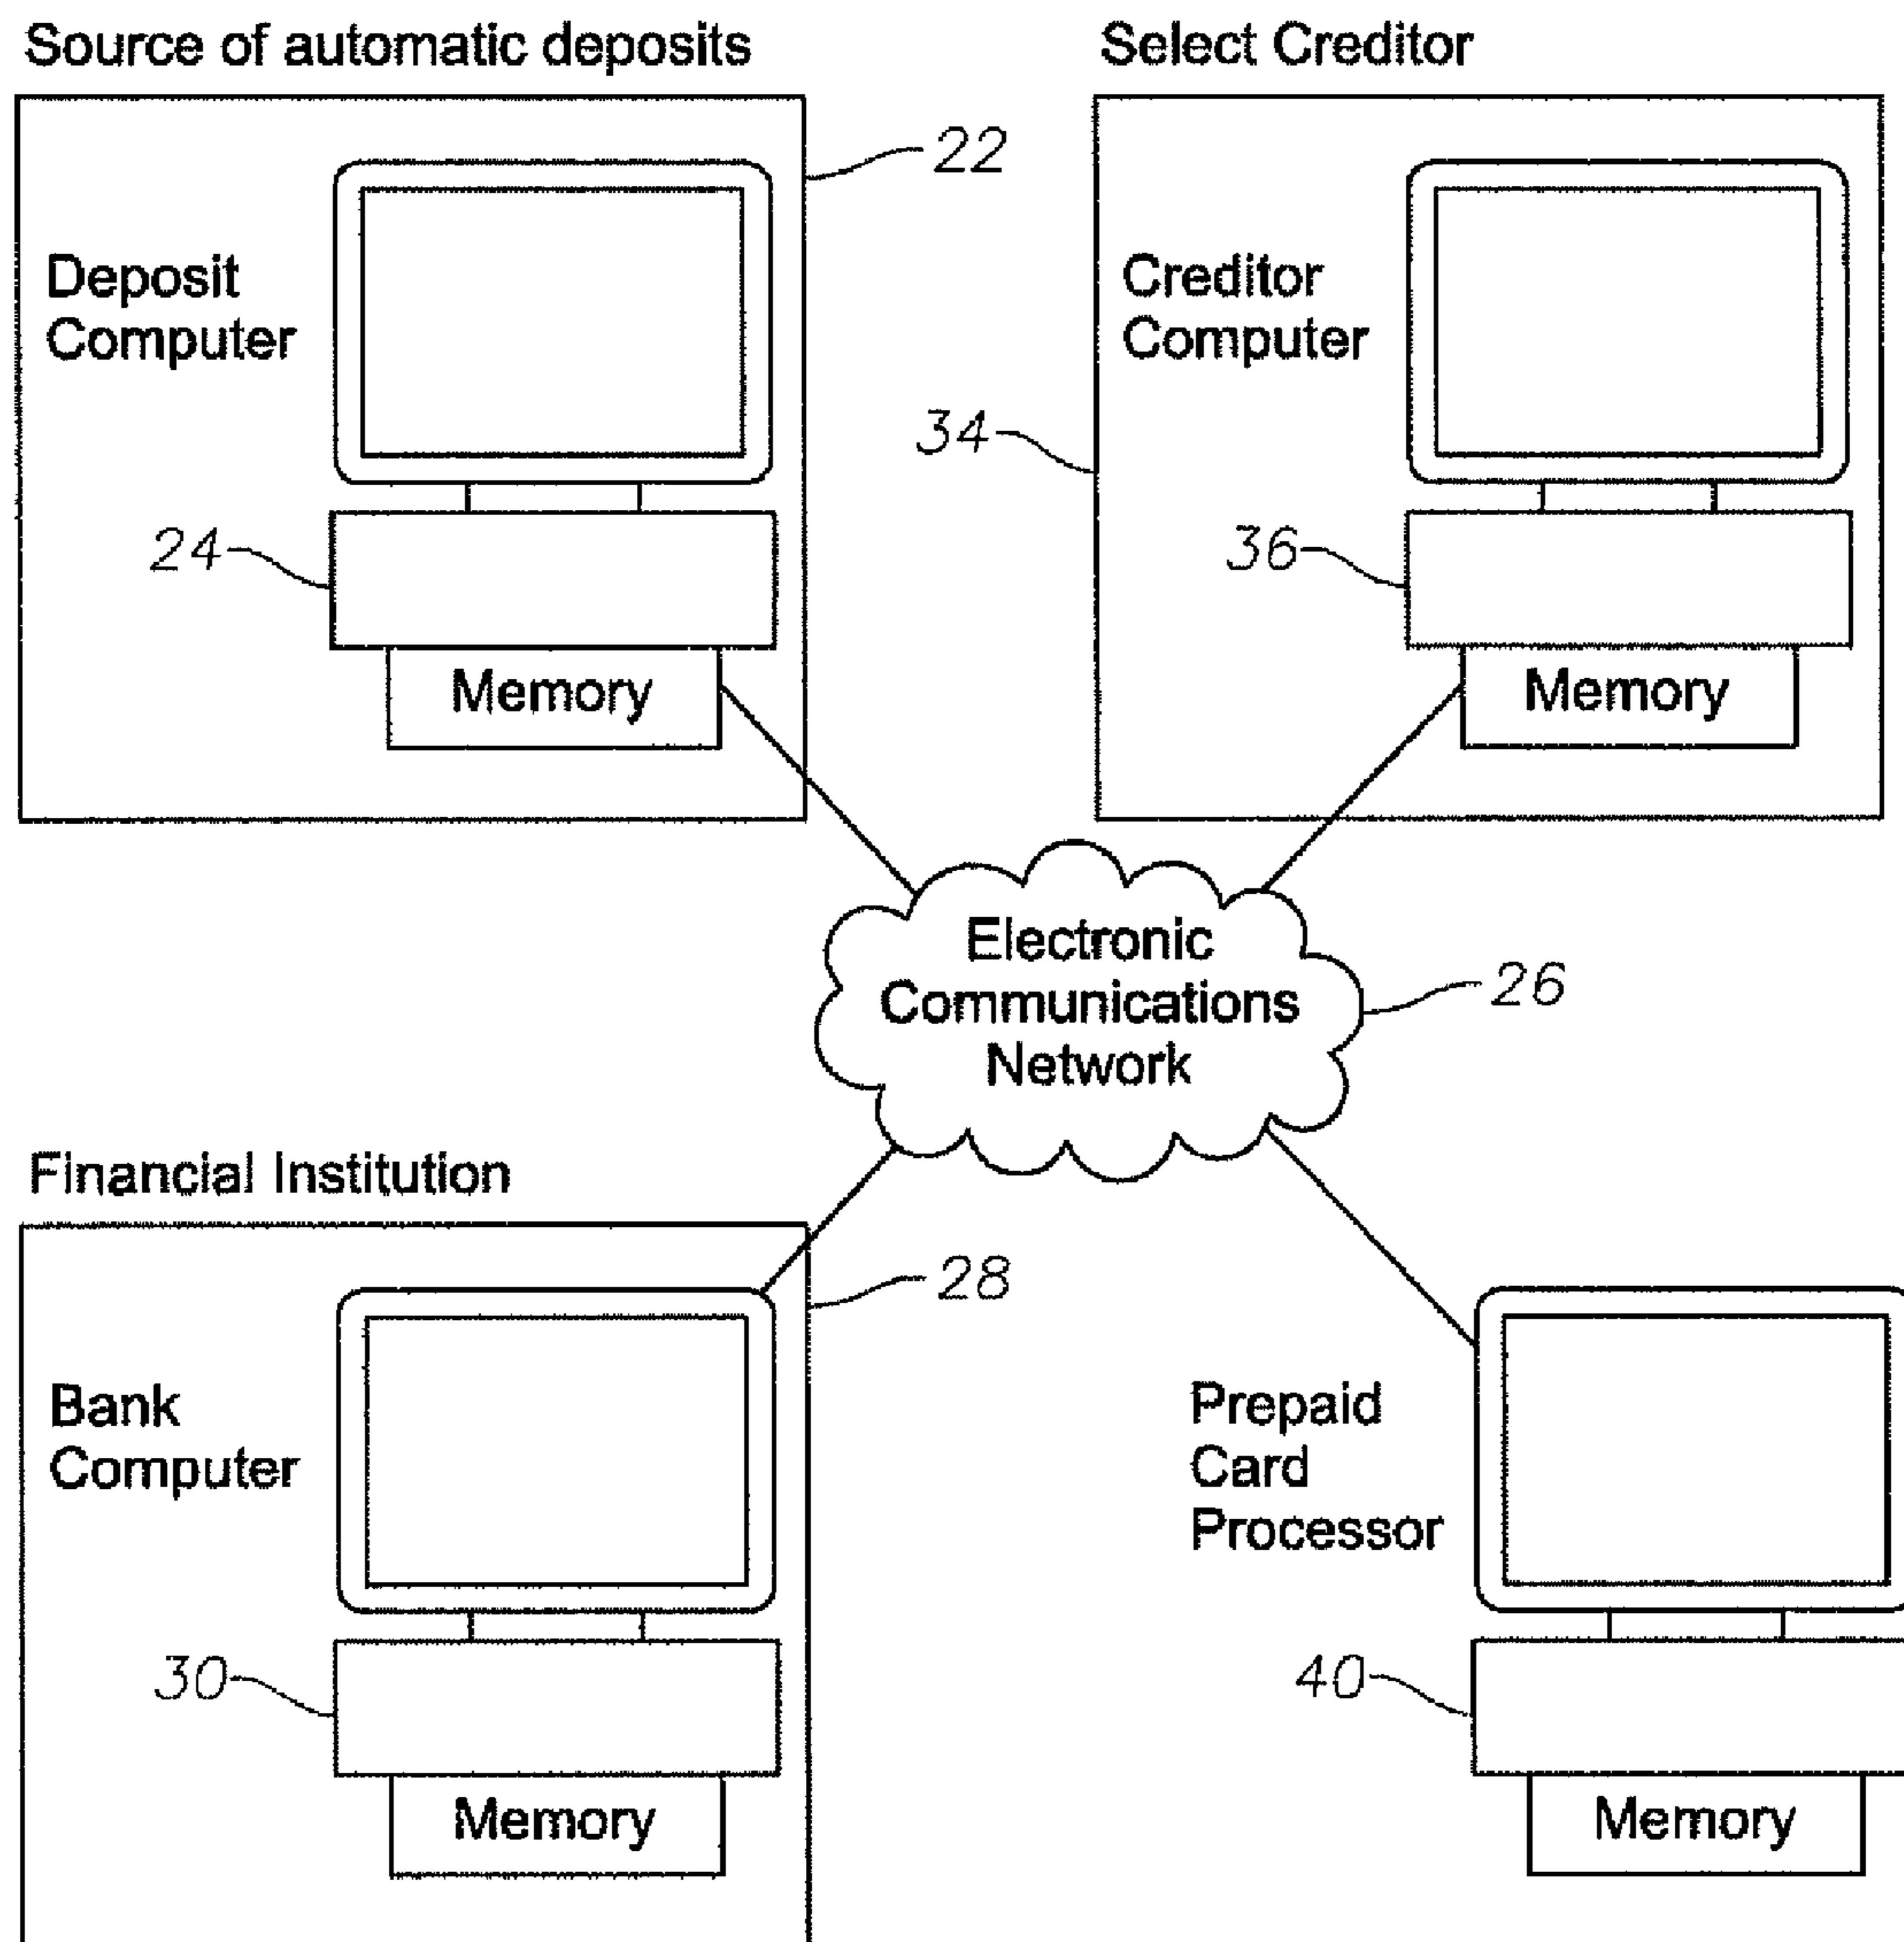 Source of automatic deposits
Select Creditor
22
Deposit
Computer
Creditor
Computer
34
24
36
Memory
Memory
Electronic
Communications
Network
26
Financial Institution
28
Bank
Computer
Prepaid
Card
Processor
30
40
Memory
Memory